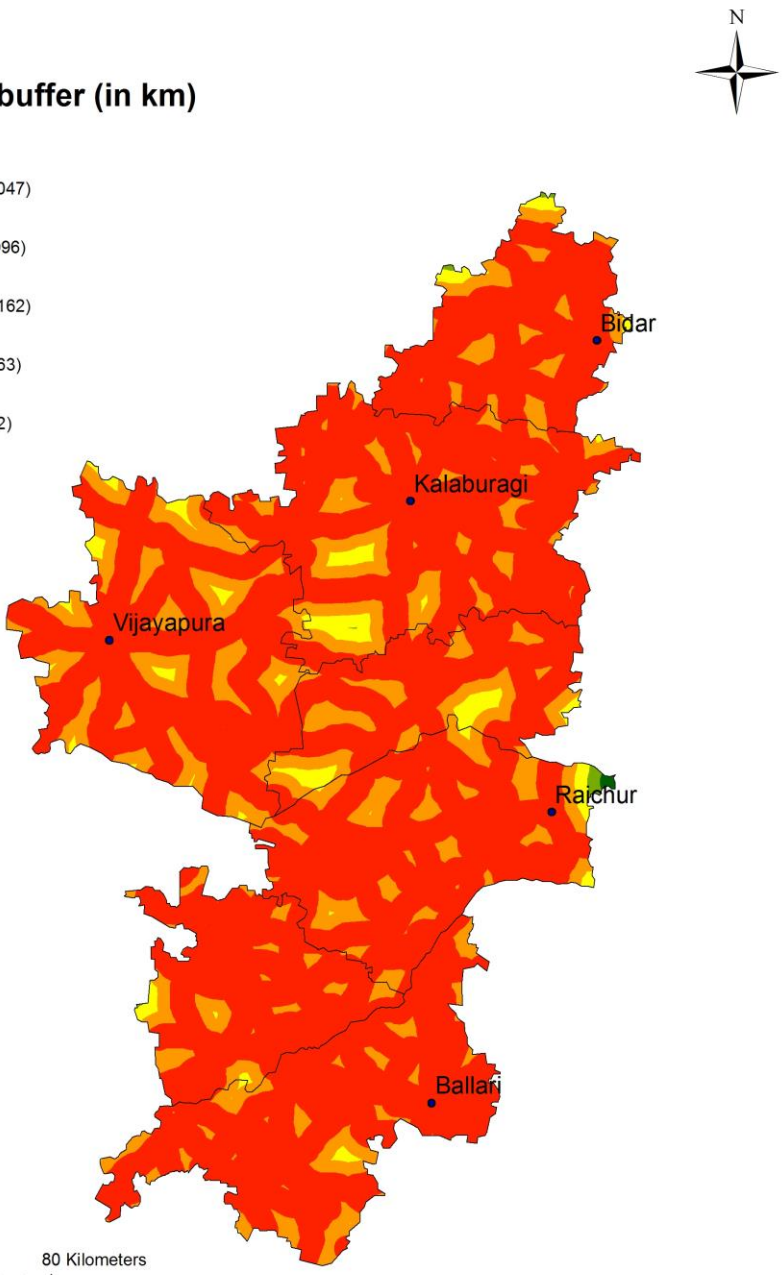 N
buffer (in km)
047)
96)
162)
63)
2)
Bidar
Kalaburagi
Vijayapura
Raichur
Ballari
80 Kilometers